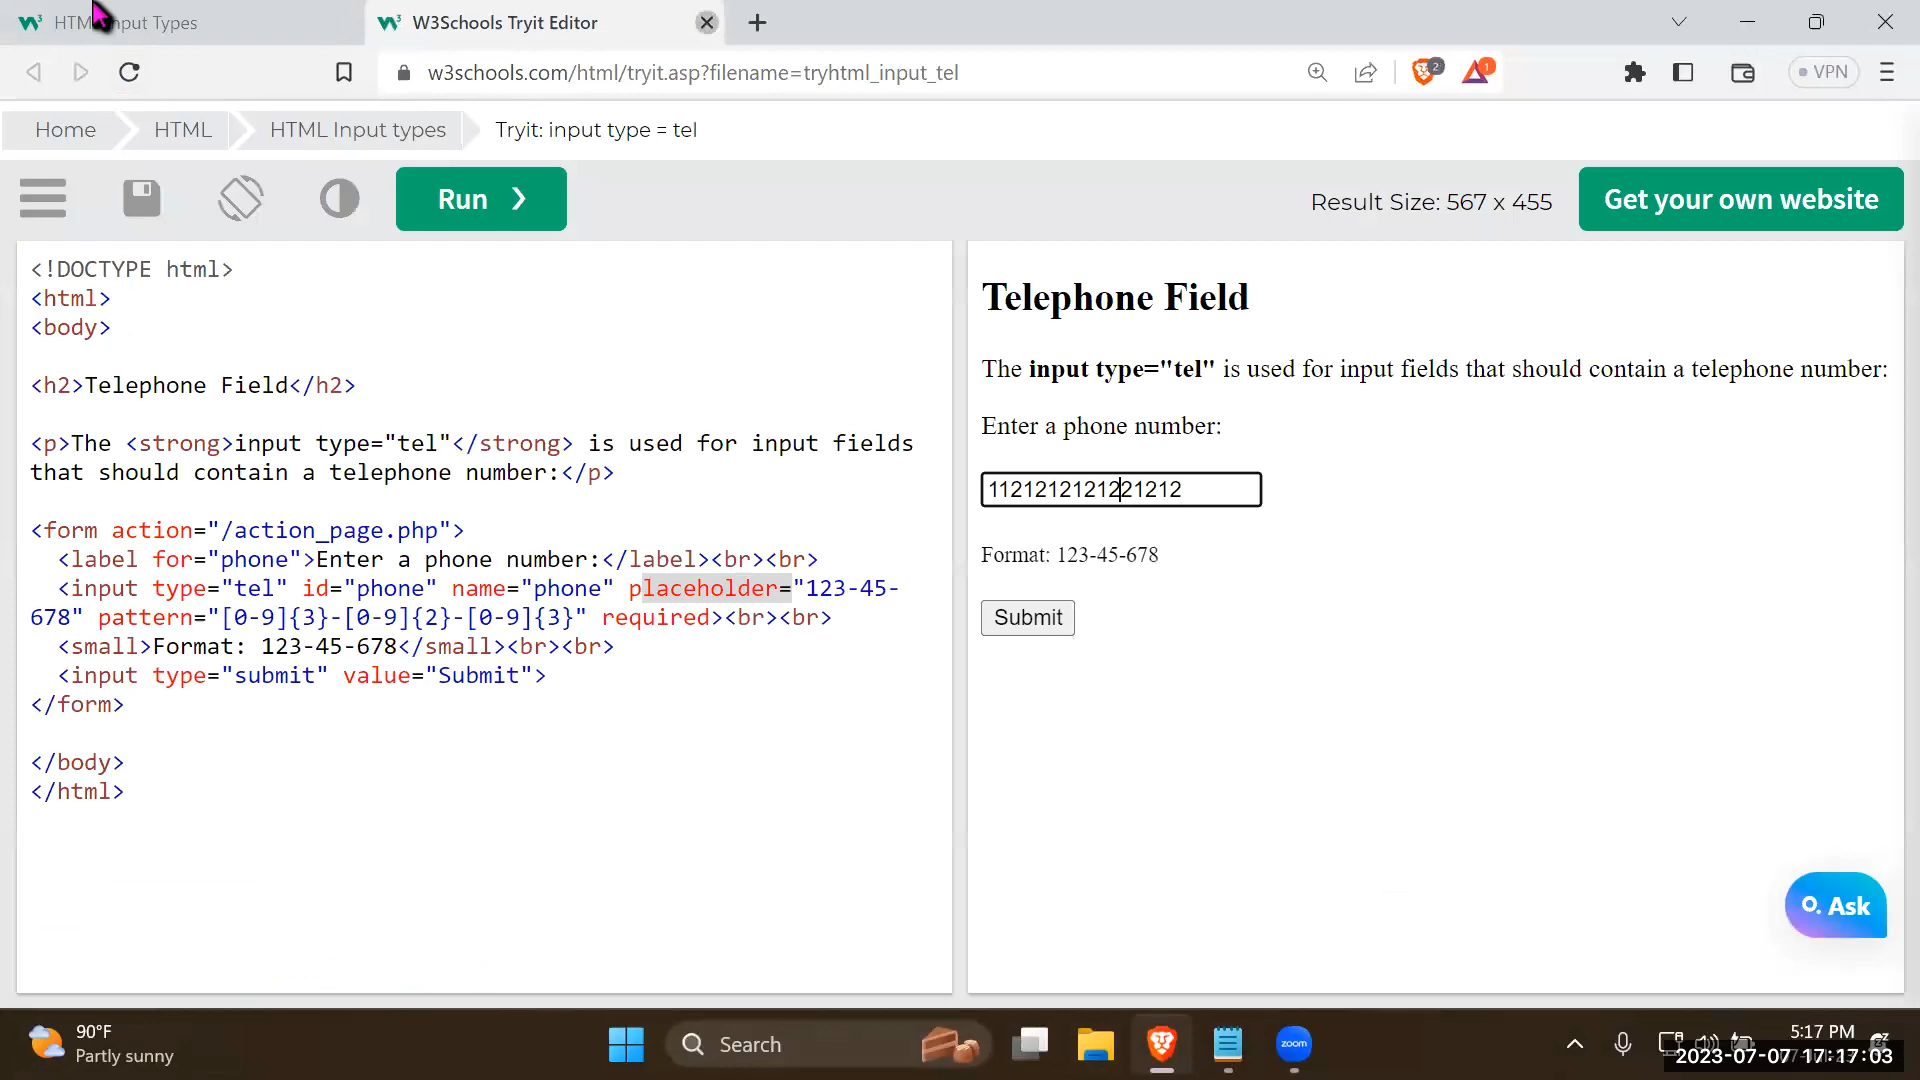 HTML Input Types
W3Schools Tryit Editor
w3schools.com/html/tryit.asp?filename=tryhtml_input_tel
2
1
VPN
Home
HTML
HTML Input types
Tryit: input type = tel
Run ❯
Result Size: 567 x 455
Get your own website
<!DOCTYPE html>
<html>
<body>
<h2>Telephone Field</h2>
<p>The <strong>input type="tel"</strong> is used for input fields
that should contain a telephone number:</p>
<form action="/action_page.php">
<label for="phone">Enter a phone number:</label><br><br>
<input type="tel" id="phone" name="phone" placeholder="123-45-
678" pattern="[0-9]{3}-[0-9]{2}-[0-9]{3}" required><br><br>
<small>Format: 123-45-678</small><br><br>
<input type="submit" value="Submit">
</form>
</body>
</html>
Telephone Field
The input type="tel" is used for input fields that should contain a telephone number:
Enter a phone number:
1121212121221212
Format: 123-45-678
Submit
Ask
90°F
Partly sunny
Search
zoom
5:17 PM
2023-07-07 17:17:03